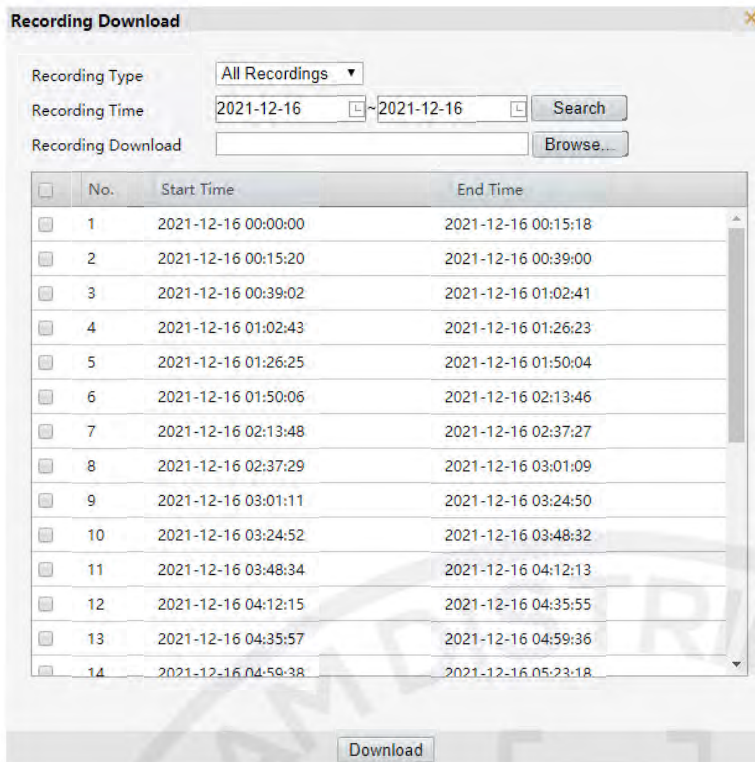 Recording Download
Recording Type All Recordings
Recording Time 2021-12-16 ~ 2021-12-16 Search
Recording Download Browse...
No. Start Time End Time
1 2021-12-16 00:00:00 2021-12-16 00:15:18
2 2021-12-16 00:15:20 2021-12-16 00:39:00
3 2021-12-16 00:39:02 2021-12-16 01:02:41
4 2021-12-16 01:02:43 2021-12-16 01:26:23
5 2021-12-16 01:26:25 2021-12-16 01:50:04
6 2021-12-16 01:50:06 2021-12-16 02:13:46
7 2021-12-16 02:13:48 2021-12-16 02:37:27
8 2021-12-16 02:37:29 2021-12-16 03:01:09
9 2021-12-16 03:01:11 2021-12-16 03:24:50
10 2021-12-16 03:24:52 2021-12-16 03:48:32
11 2021-12-16 03:48:34 2021-12-16 04:12:13
12 2021-12-16 04:12:15 2021-12-16 04:35:55
13 2021-12-16 04:35:57 2021-12-16 04:59:36
14 2021-12-16 04:59:38 2021-12-16 05:23:18
Download